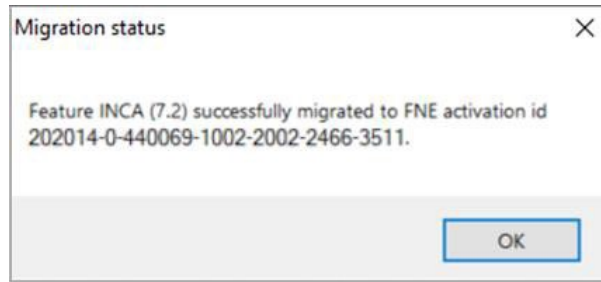 Migration status
Feature INCA (7.2) successfully migrated to FNE activation id
202014-0-440069-1002-2002-2466-3511.
OK